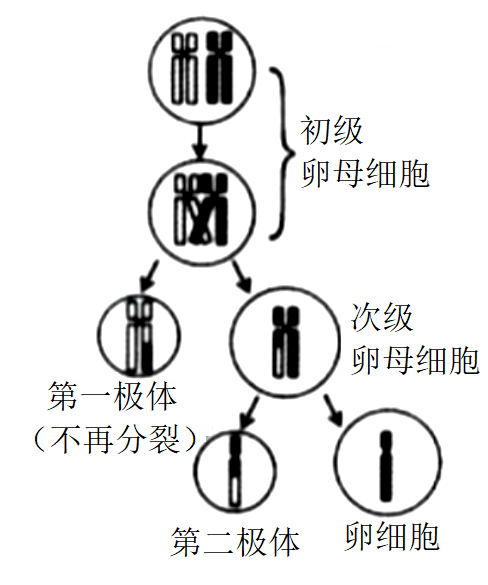 初级
卵母细胞
次级
卵母细胞
第一极体
（不再分裂）
第二极体
卵细胞